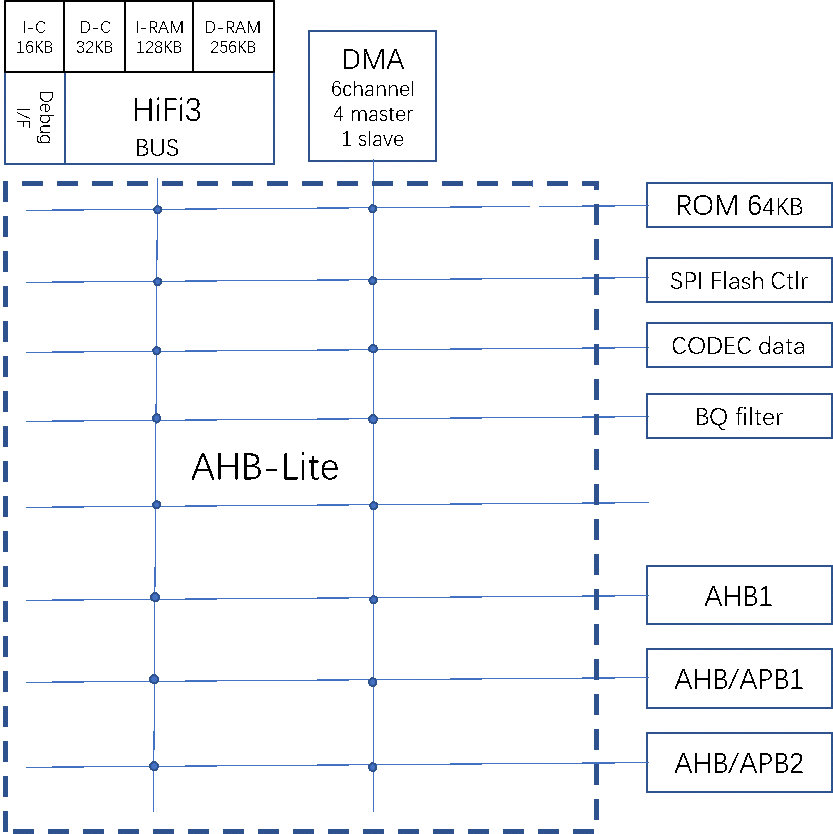 I-C
16KB
D-C
32KB
I-RAM
128KB
D-RAM
256KB
Debug
I/F
HiFi3
BUS
DMA
6channel
4 master
1 slave
ROM 64KB
SPI Flash Ctlr
CODEC data
BQ filter
AHB-Lite
AHB1
AHB/APB1
AHB/APB2